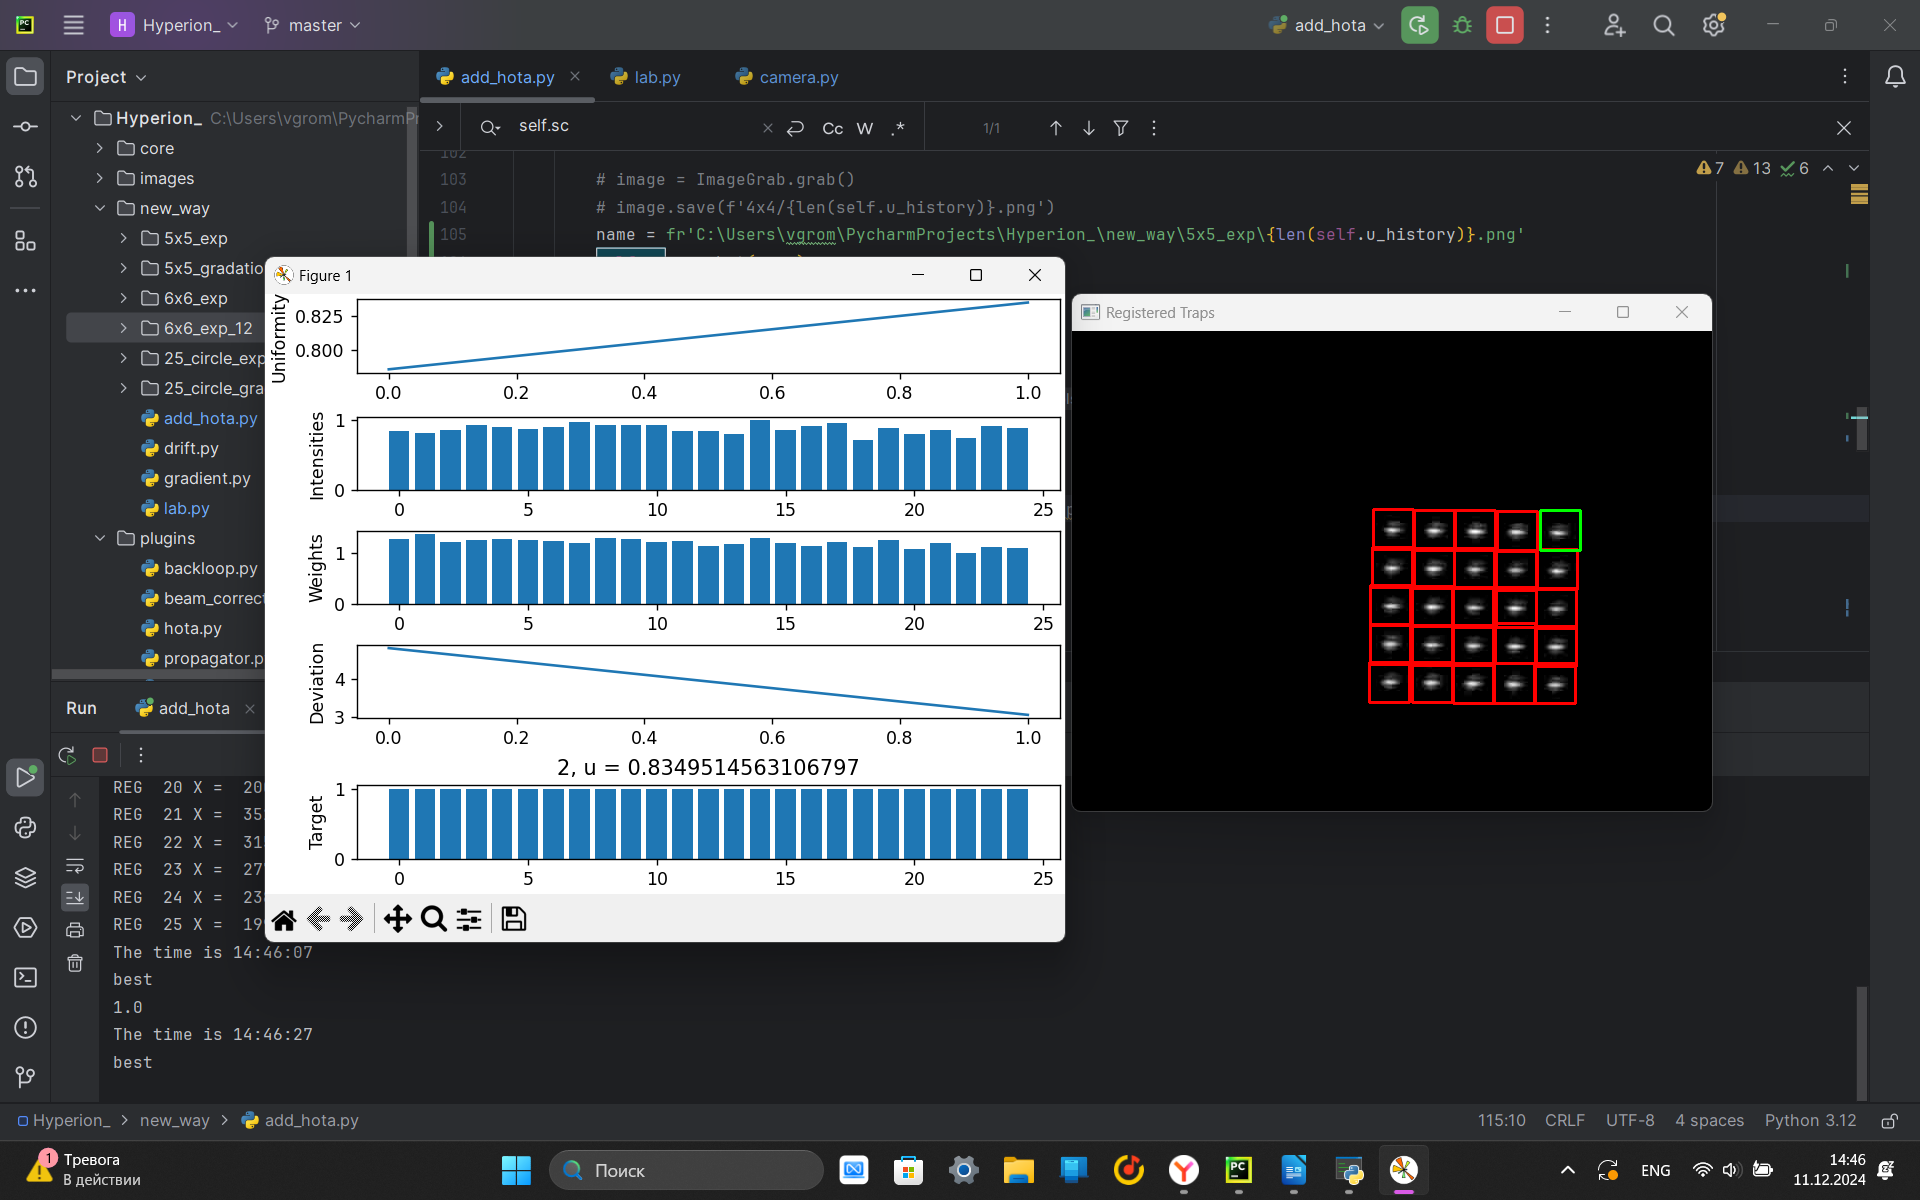 PC
H Hyperion_ master add_hota
Project
add_hota.py lab.py camera.py
Hyperion_ C:\Users\vgrom\PycharmPr
self.sc
Cc W .* 1/1
core
images
new_way
5x5_exp
5x5_gradatio
6x6_exp
6x6_exp_12
25_circle_exp
25_circle_gra
add_hota.py
drift.py
gradient.py
lab.py
plugins
backloop.py
beam_correct
hota.py
propagator.p
102
103 # image = ImageGrab.grab()
104 # image.save(f'4x4/{len(self.u_history)}.png')
105 name = fr'C:\Users\vgrom\PycharmProjects\Hyperion_\new_way\5x5_exp\{len(self.u_history)}.png'
7 13 6
Figure 1
Uniformity
0.825
0.800
0.0 0.2 0.4 0.6 0.8 1.0
Intensities
1
0
0 5 10 15 20 25
Weights
1
0
0 5 10 15 20 25
Deviation
4
3
0.0 0.2 0.4 0.6 0.8 1.0
2, u = 0.8349514563106797
Target
1
0
0 5 10 15 20 25
Registered Traps
Run add_hota
REG 20 X = 20
REG 21 X = 35
REG 22 X = 31
REG 23 X = 27
REG 24 X = 23
REG 25 X = 19
The time is 14:46:07
best
1.0
The time is 14:46:27
best
Hyperion_ > new_way > add_hota.py
115:10 CRLF UTF-8 4 spaces Python 3.12
1
Тревога
В действии
Поиск
PC
ENG
14:46
11.12.2024